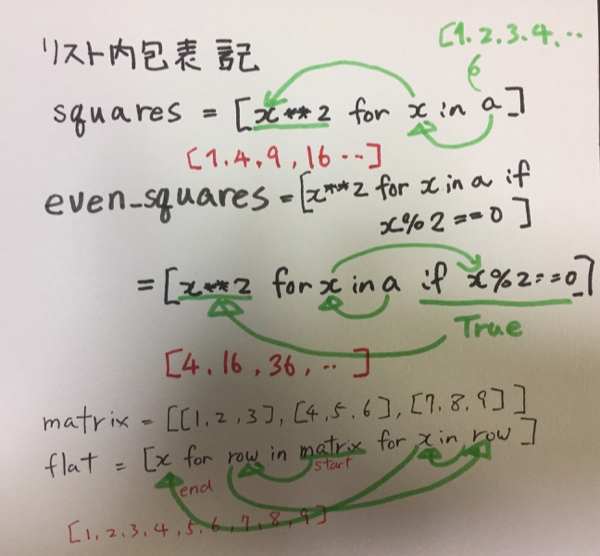 [1.2.3.4...
リスト内包表記
squares = [x**2 for x in a]
[1.4.9,16...]
even_squares = [x**2 for x in a if
x%2==0]
= [x**2 for x in a if x%2==0]
True
[4,16,36,...]
matrix = [[1,2,3],[4,5,6],[7,8,9]]
flat = [x for row in matrix for x in row]
start
end
[1,2,3,4,5,6,7,8,9]